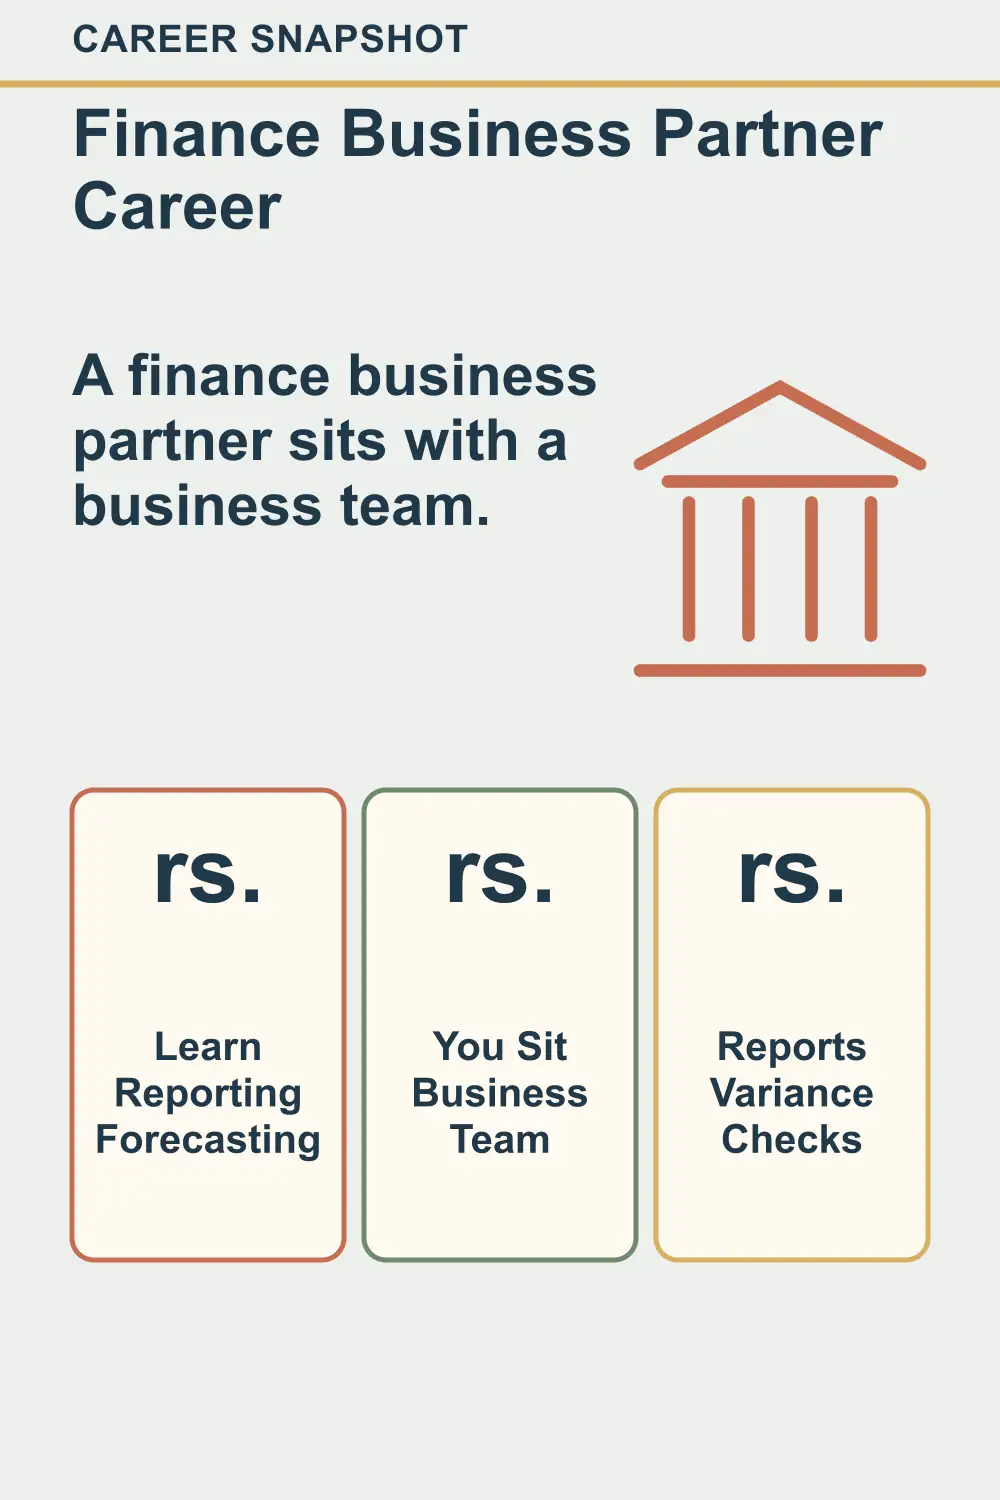 CAREER SNAPSHOT
Finance Business Partner
Career
A finance business
partner sits with a
business team.
rs.
Learn
Reporting
Forecasting
rs.
You Sit
Business
Team
rs.
Reports
Variance
Checks